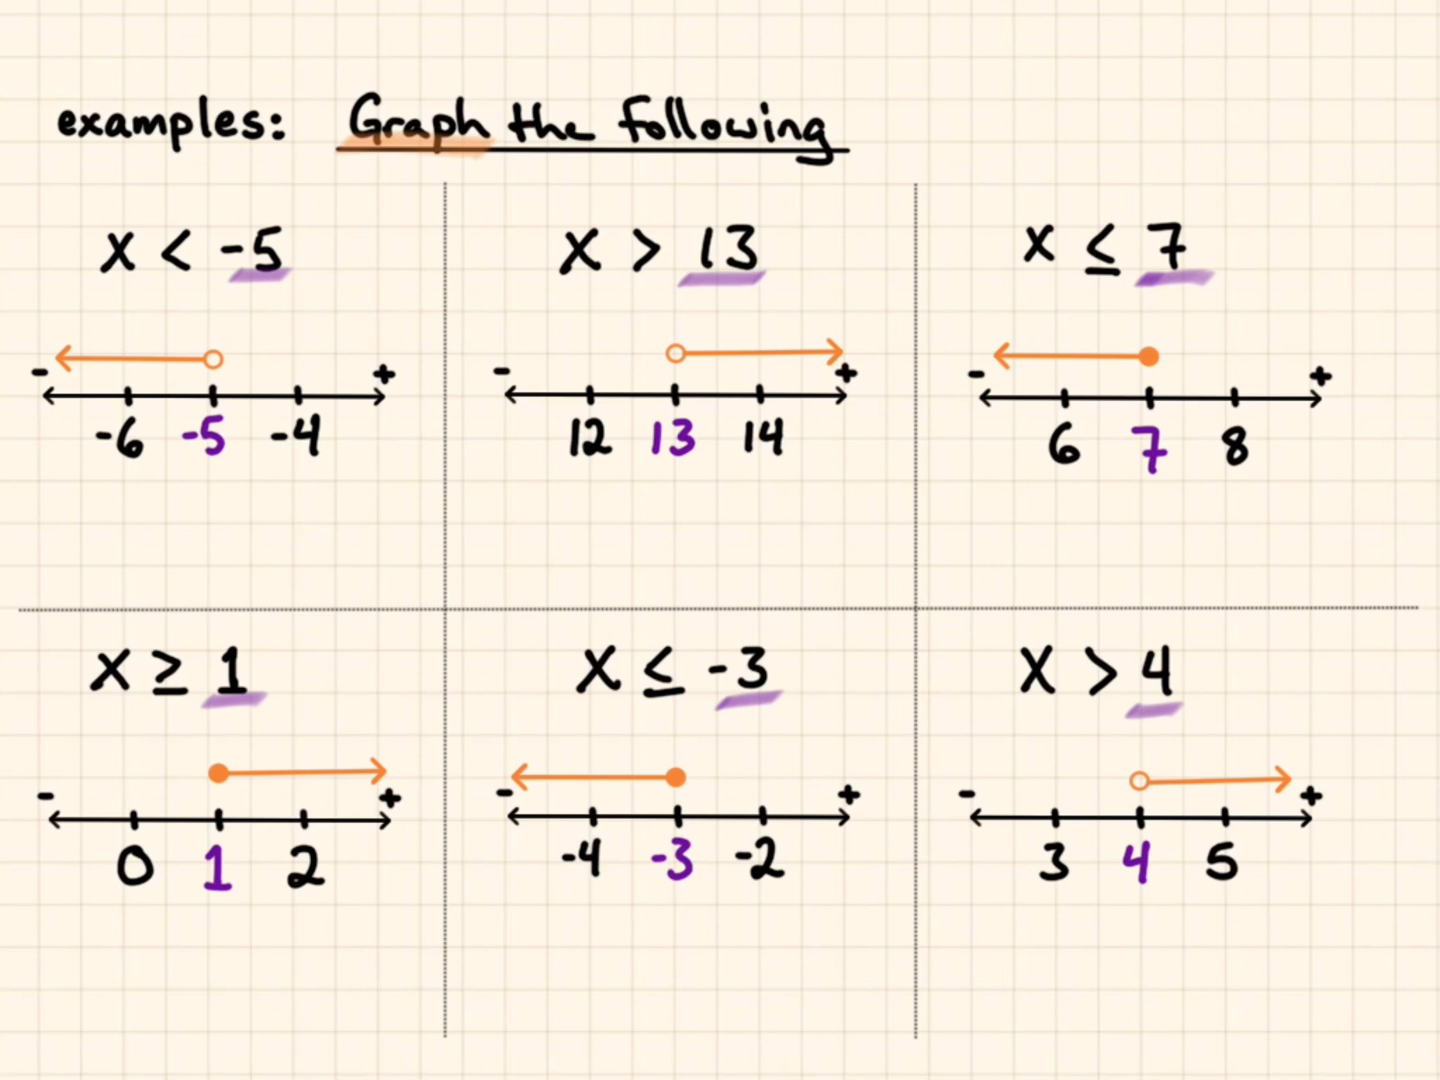 examples: Graph the following
x < -5
- +
-6 -5 -4
x > 13
- +
12 13 14
x ≤ 7
- +
6 7 8
x ≥ 1
- +
0 1 2
x ≤ -3
- +
-4 -3 -2
x > 4
- +
3 4 5